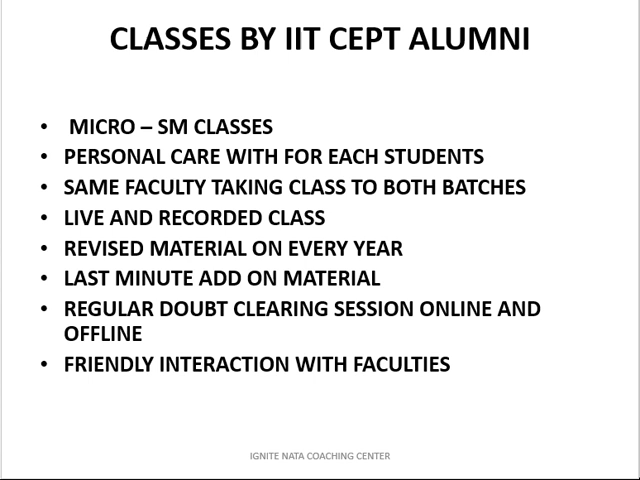 CLASSES BY IIT CEPT ALUMNI
• MICRO – SM CLASSES
• PERSONAL CARE WITH FOR EACH STUDENTS
• SAME FACULTY TAKING CLASS TO BOTH BATCHES
• LIVE AND RECORDED CLASS
• REVISED MATERIAL ON EVERY YEAR
• LAST MINUTE ADD ON MATERIAL
• REGULAR DOUBT CLEARING SESSION ONLINE AND
OFFLINE
• FRIENDLY INTERACTION WITH FACULTIES
IGNITE NATA COACHING CENTER